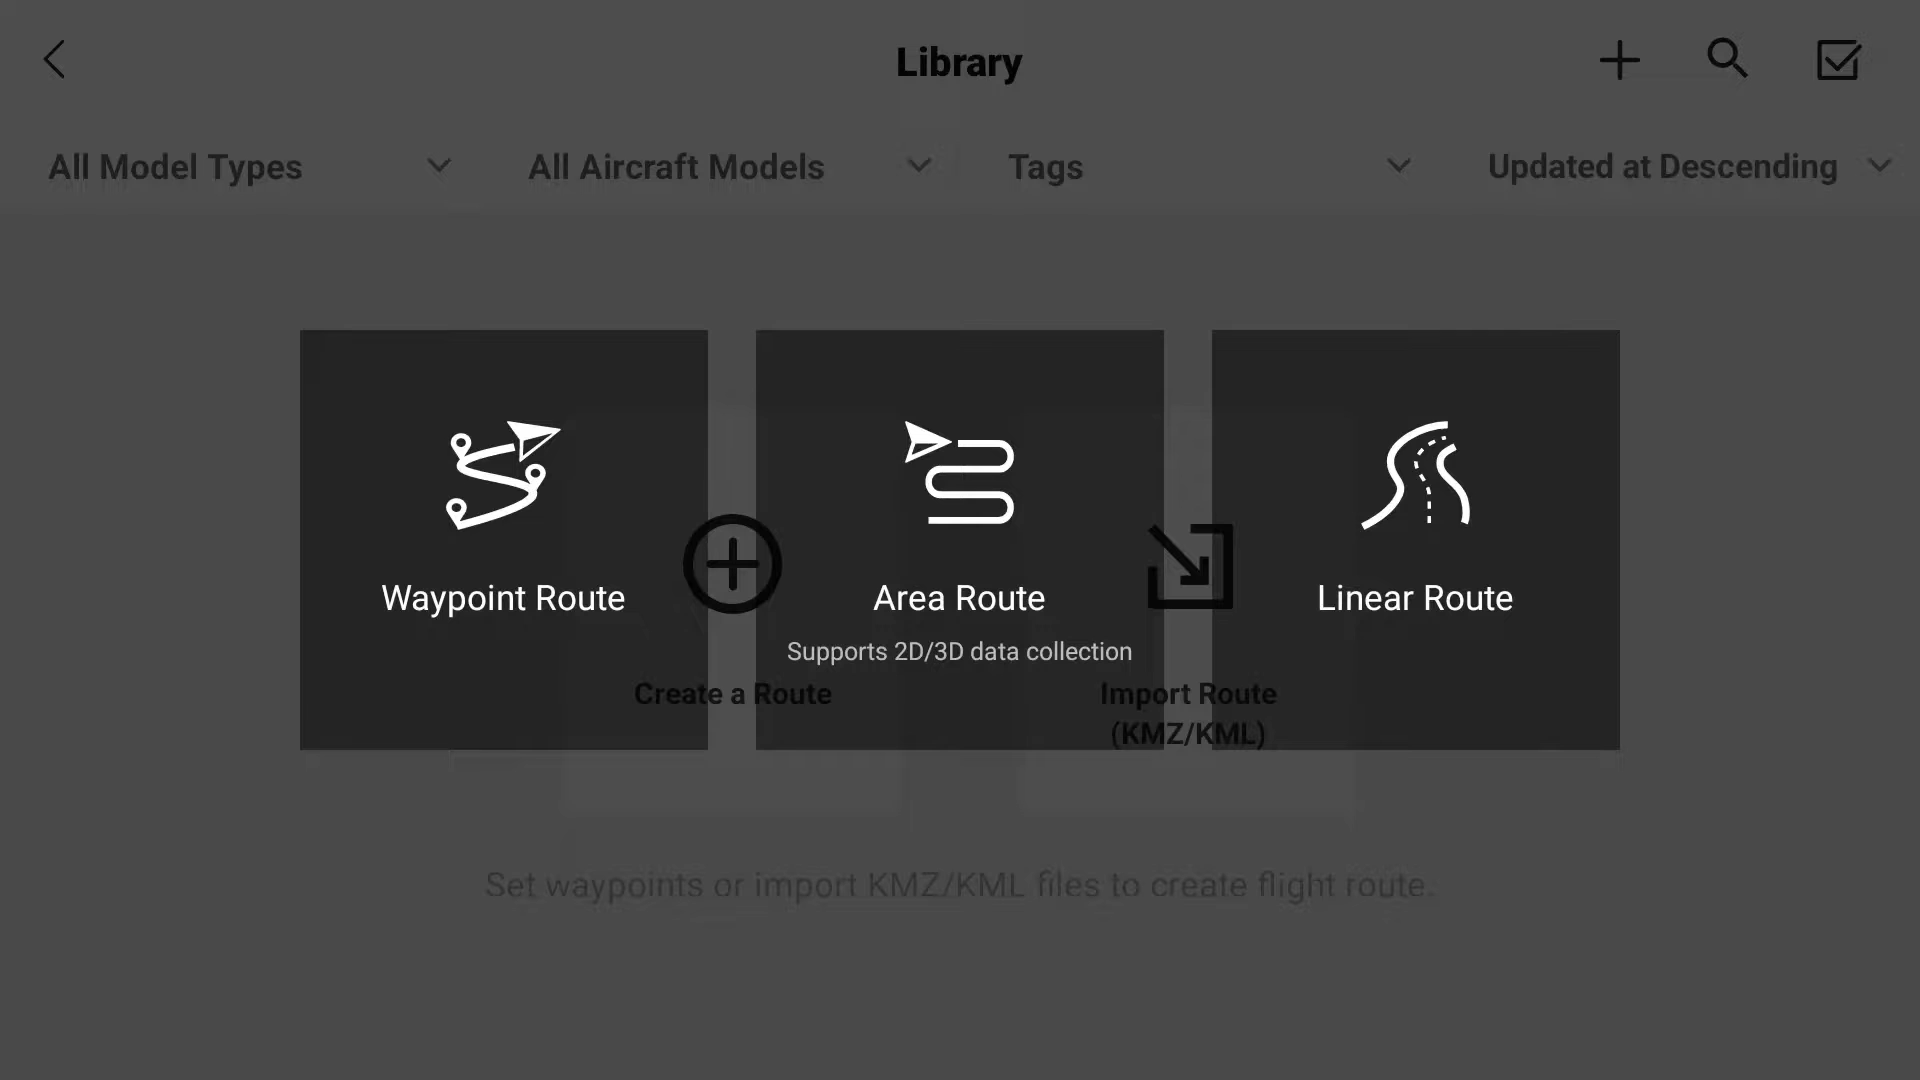 Library
All Model Types
All Aircraft Models
Tags
Updated at Descending
Waypoint Route
Area Route
Linear Route
Supports 2D/3D data collection
Create a Route
Import Route
(KMZ/KML)
Set waypoints or import KMZ/KML files to create flight route.